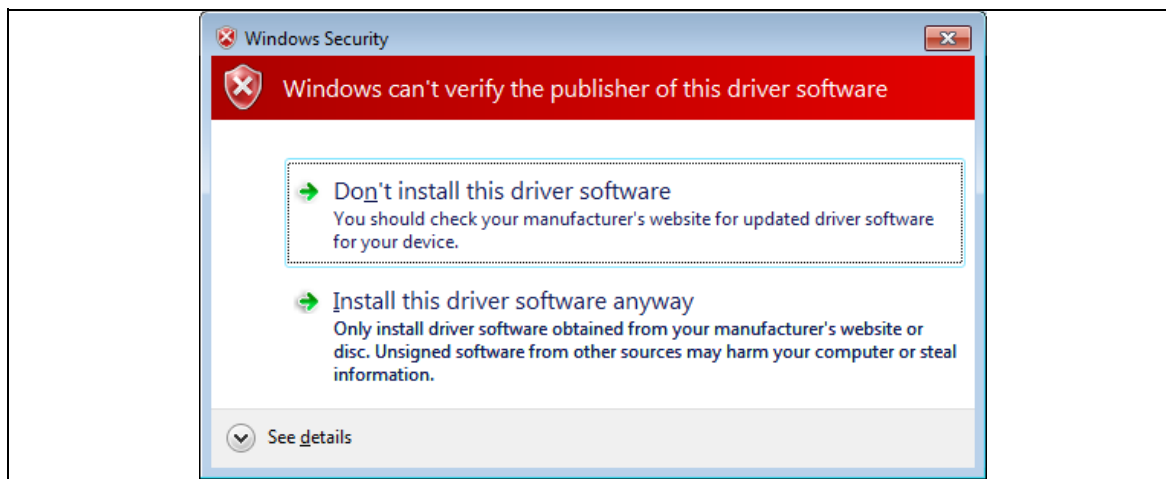 Windows Security
Windows can't verify the publisher of this driver software
Don't install this driver software
You should check your manufacturer's website for updated driver software
for your device.
Install this driver software anyway
Only install driver software obtained from your manufacturer's website or
disc. Unsigned software from other sources may harm your computer or steal
information.
See details